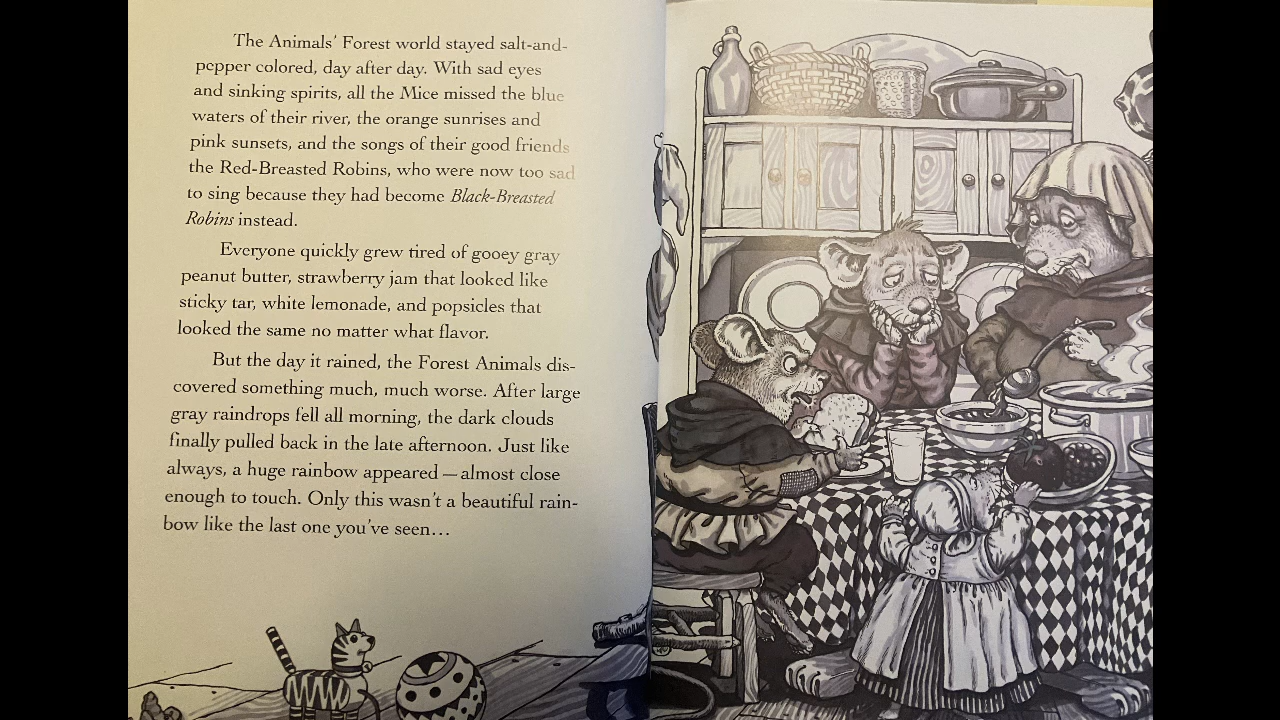 The Animals' Forest world stayed salt-and-
pepper colored, day after day. With sad eyes
and sinking spirits, all the Mice missed the blue
waters of their river, the orange sunrises and
pink sunsets, and the songs of their good friends
the Red-Breasted Robins, who were now too sad
to sing because they had become Black-Breasted
Robins instead.
Everyone quickly grew tired of gooey gray
peanut butter, strawberry jam that looked like
sticky tar, white lemonade, and popsicles that
looked the same no matter what flavor.
But the day it rained, the Forest Animals dis-
covered something much, much worse. After large
gray raindrops fell all morning, the dark clouds
finally pulled back in the late afternoon. Just like
always, a huge rainbow appeared—almost close
enough to touch. Only this wasn't a beautiful rain-
bow like the last one you've seen...